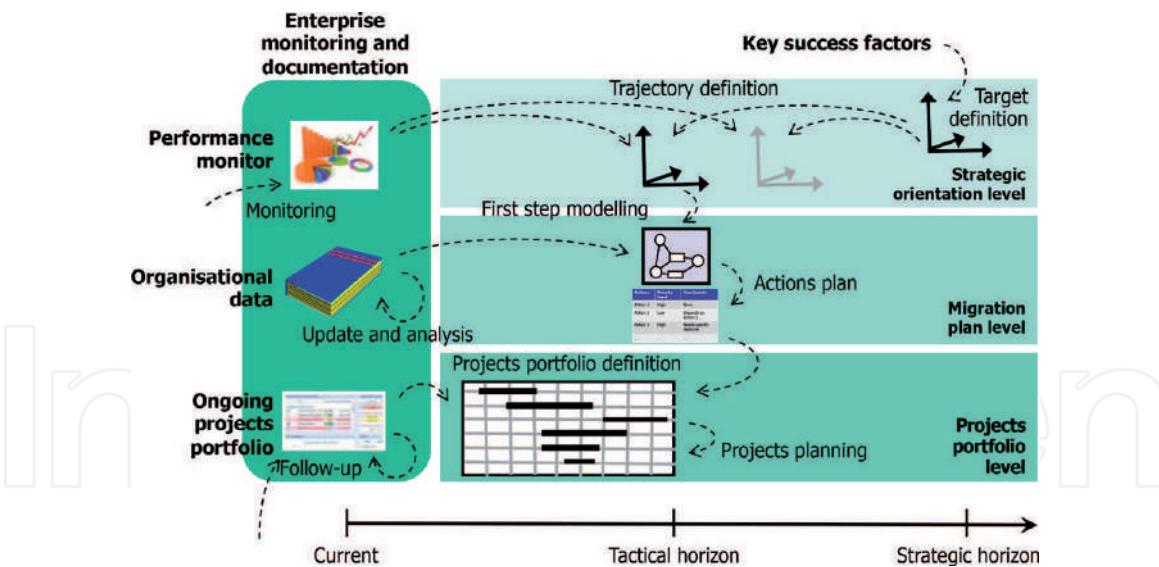 Enterprise
monitoring and
documentation
Key success factors
Trajectory definition
Target
definition
Performance
monitor
Strategic
orientation level
Monitoring
First step modelling
Organisational
data
Actions plan
Update and analysis
Migration
plan level
Projects portfolio definition
Ongoing
projects
portfolio
Projects planning
Projects
portfolio
level
Follow-up
Current
Tactical horizon
Strategic horizon